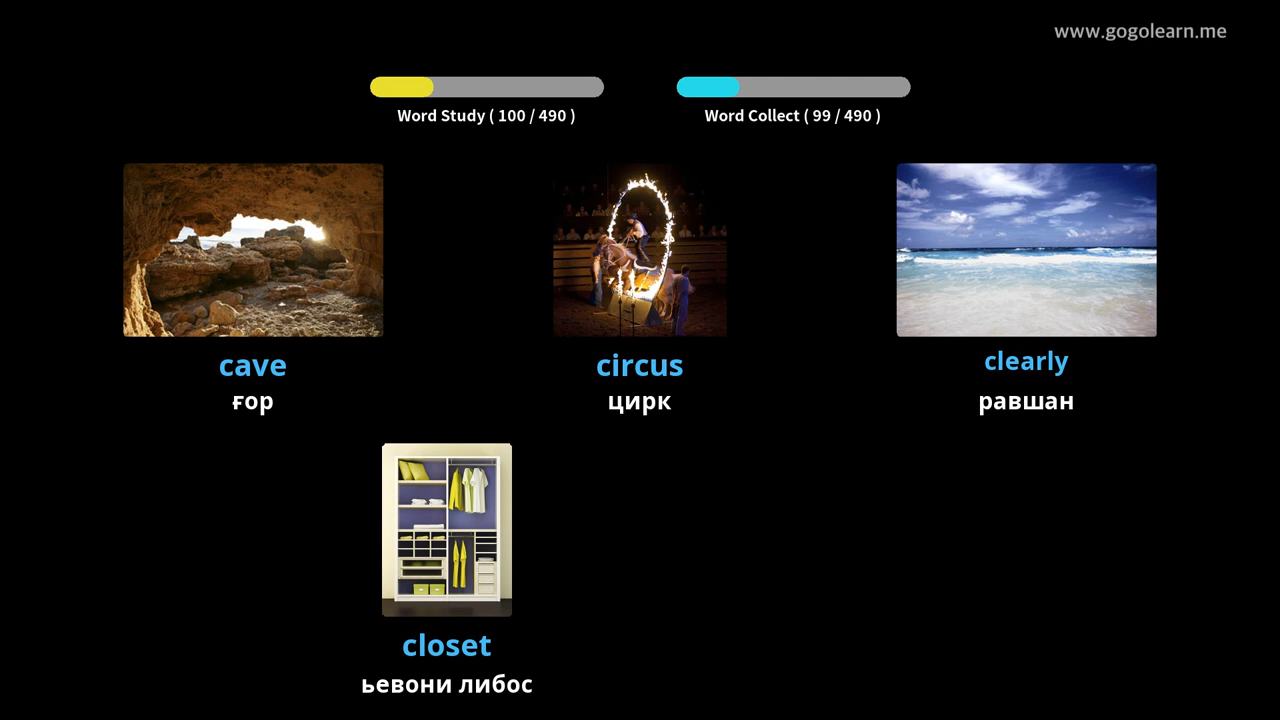 www.gogolearn.me
Word Study ( 100 / 490 )
Word Collect ( 99 / 490 )
cave
ғор
circus
цирк
clearly
равшан
closet
ьевони либос